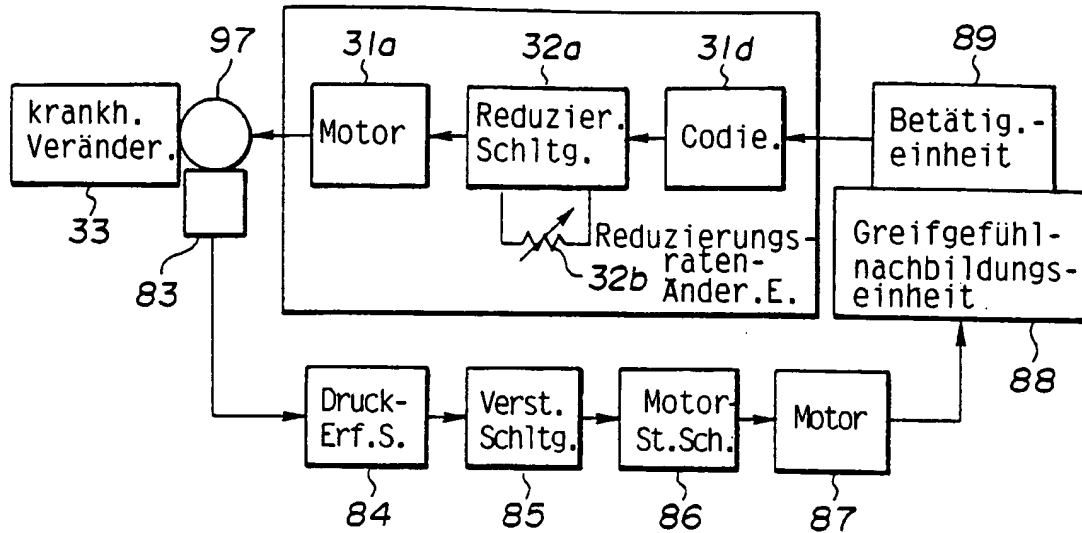 97
31a
32a
31d
89
krankh.
Veränder.
Motor
Reduzier.
Schltg.
Codie.
Betätig.-
einheit
33
83
32b
Reduzierungs-
raten-
Änder.E.
Greifgefühl-
nachbildungs-
einheit
88
Druck-
Erf.S.
Verst.
Schltg.
Motor-
St.Sch.
Motor
84
85
86
87